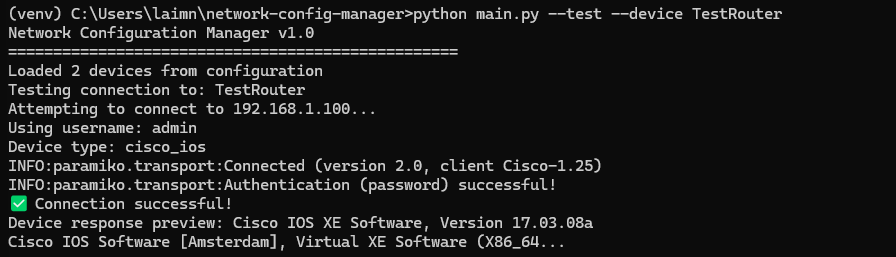 (venv) C:\Users\laimn\network-config-manager>python main.py --test --device TestRouter
Network Configuration Manager v1.0
==================================================
Loaded 2 devices from configuration
Testing connection to: TestRouter
Attempting to connect to 192.168.1.100...
Using username: admin
Device type: cisco_ios
INFO:paramiko.transport:Connected (version 2.0, client Cisco-1.25)
INFO:paramiko.transport:Authentication (password) successful!
✅ Connection successful!
Device response preview: Cisco IOS XE Software, Version 17.03.08a
Cisco IOS Software [Amsterdam], Virtual XE Software (X86_64...